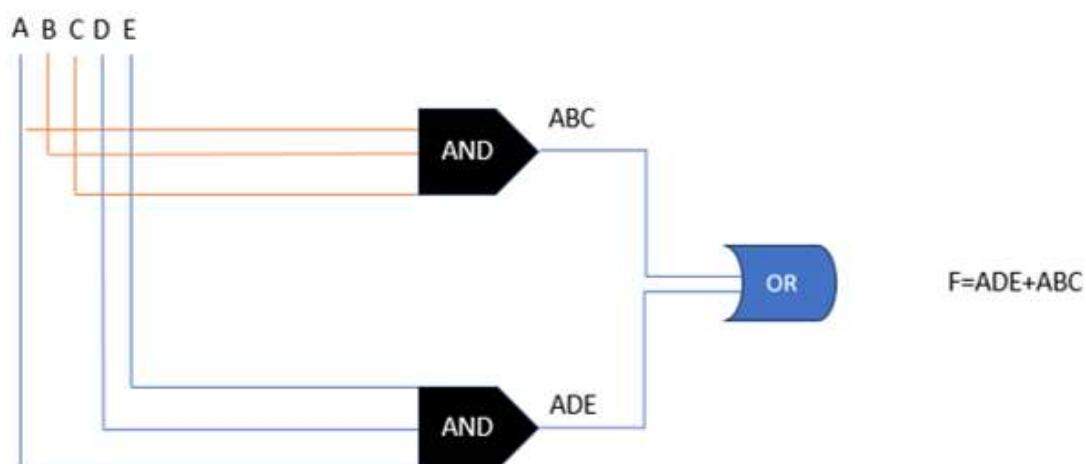 A B C D E
ABC
AND
OR
F=ADE+ABC
ADE
AND